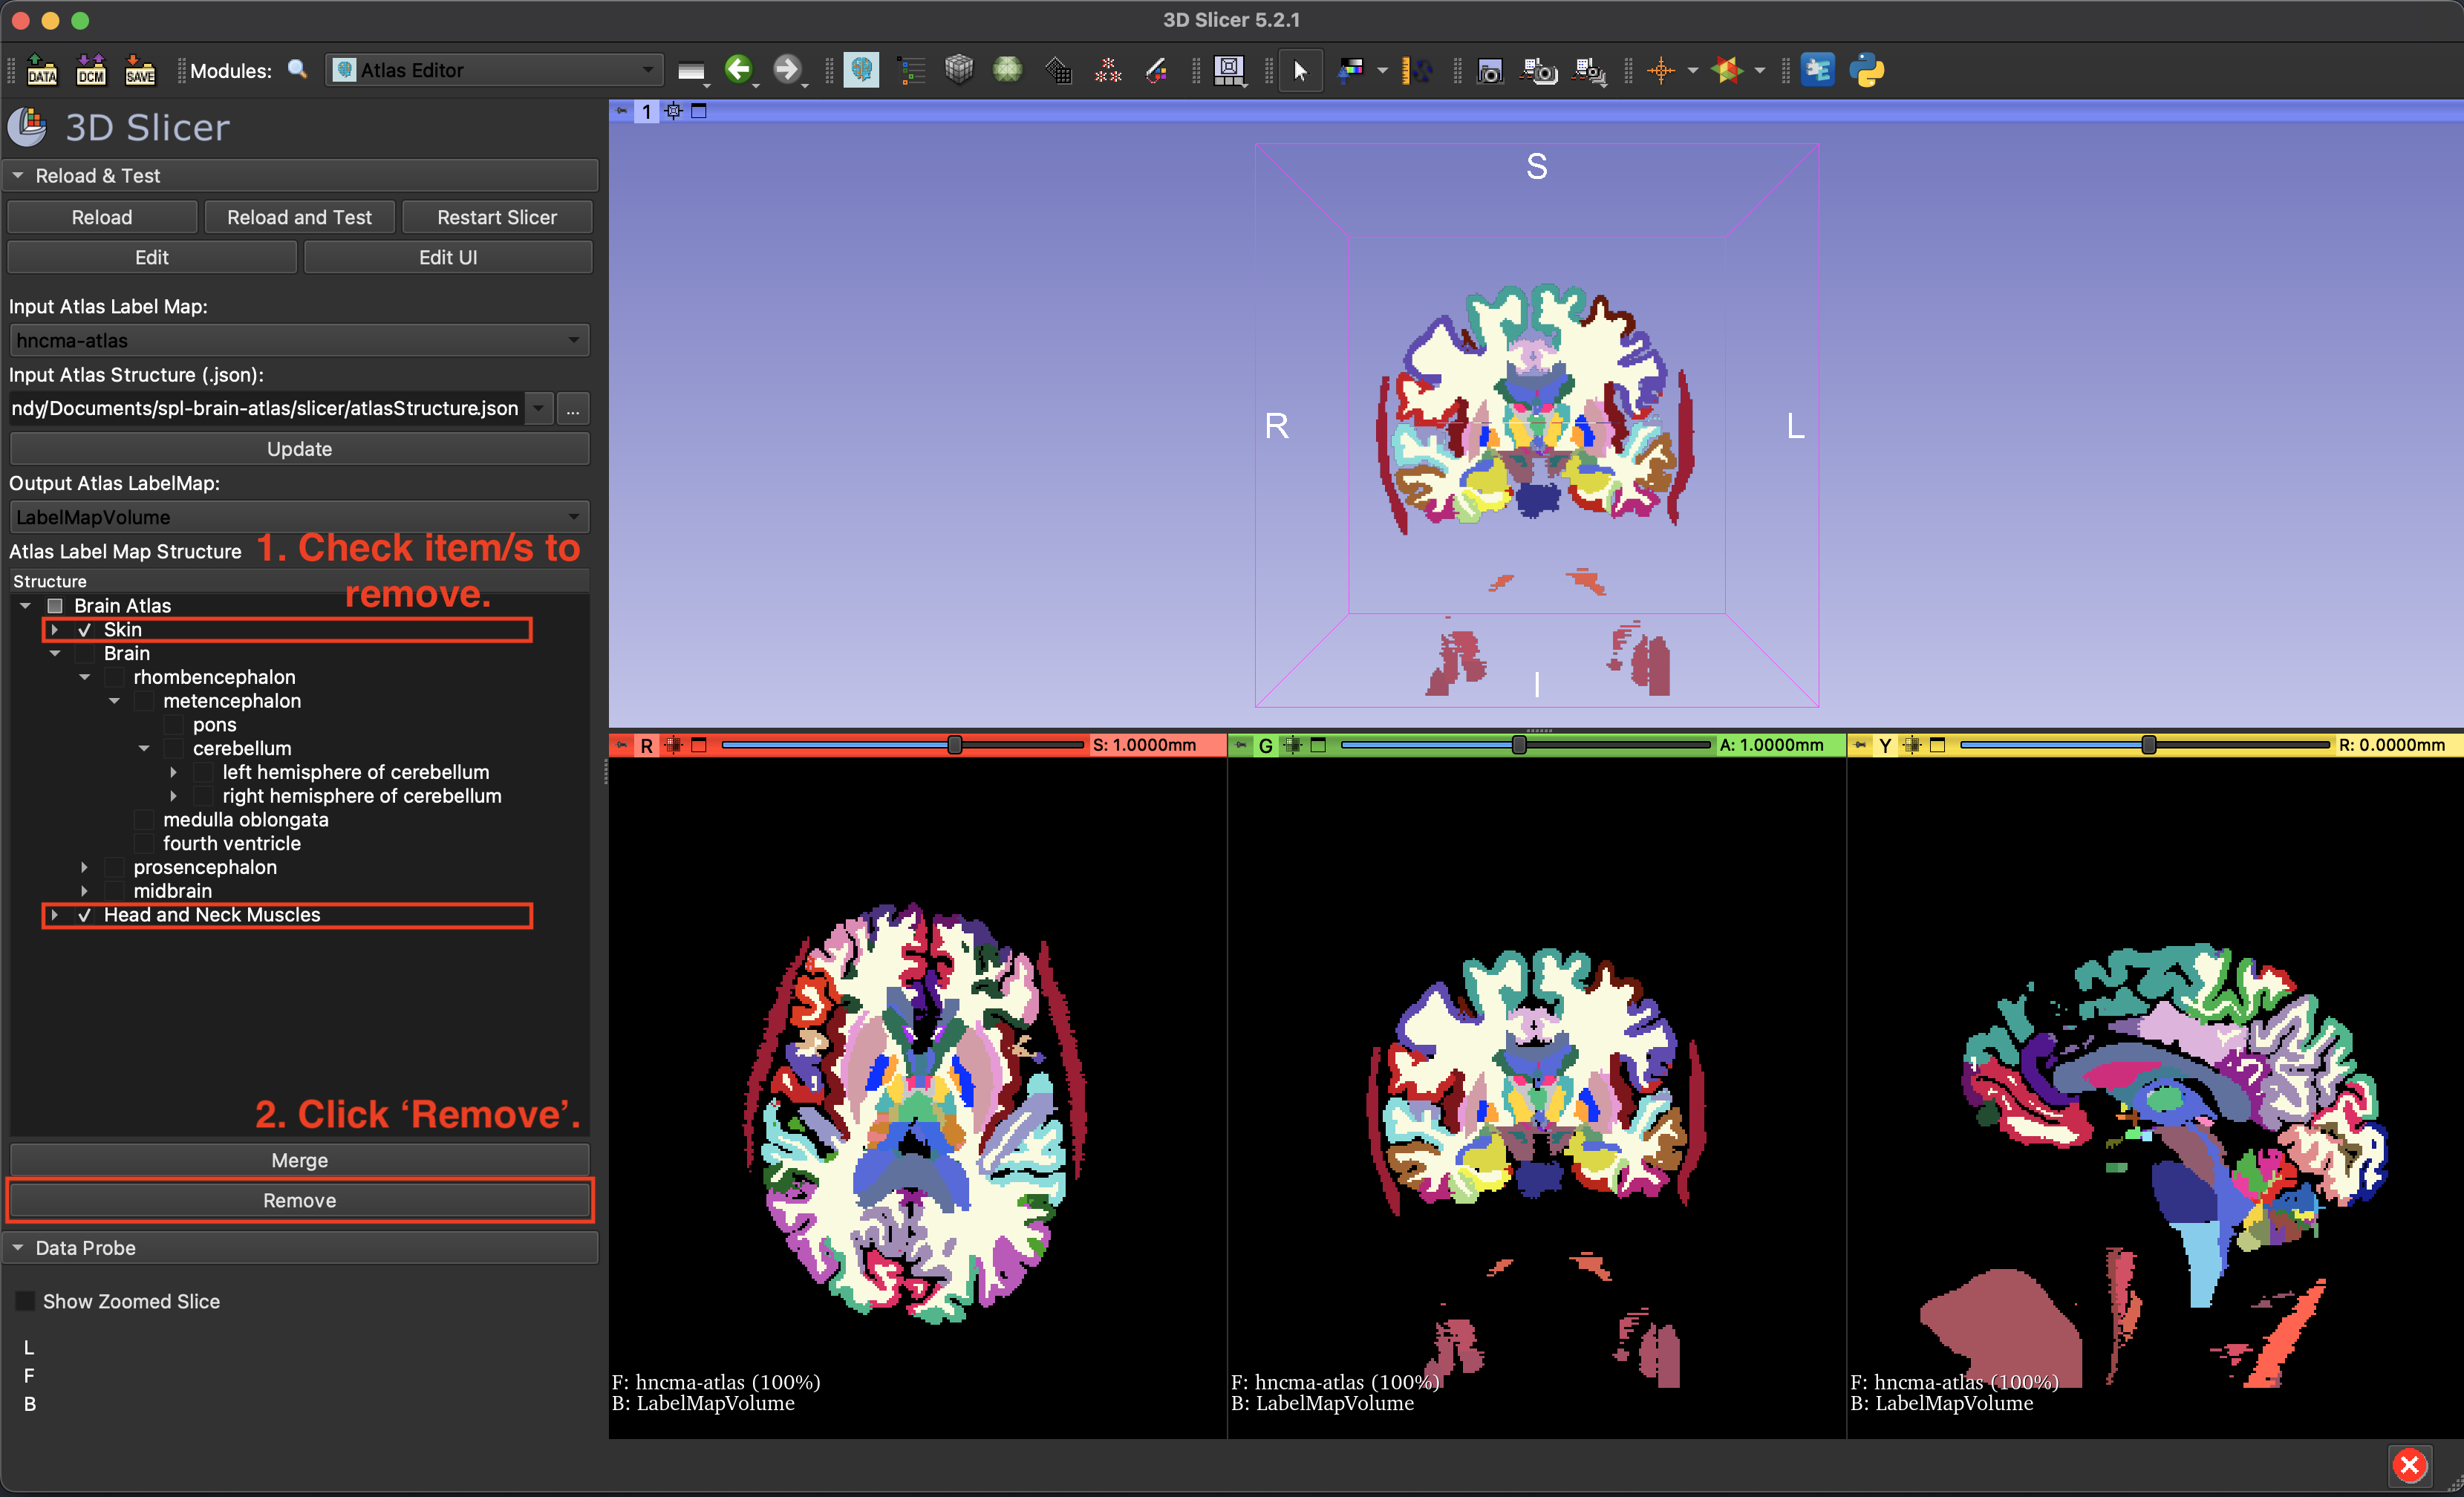 3D Slicer 5.2.1
DATA
DCM
SAVE
Modules:
Atlas Editor
3D Slicer
Reload & Test
Reload
Reload and Test
Restart Slicer
Edit
Edit UI
Input Atlas Label Map:
hncma-atlas
Input Atlas Structure (.json):
ndy/Documents/spl-brain-atlas/slicer/atlasStructure.json
...
Update
Output Atlas LabelMap:
LabelMapVolume
Atlas Label Map Structure
1. Check item/s to
remove.
Structure
Brain Atlas
Skin
Brain
rhombencephalon
metencephalon
pons
cerebellum
left hemisphere of cerebellum
right hemisphere of cerebellum
medulla oblongata
fourth ventricle
prosencephalon
midbrain
Head and Neck Muscles
2. Click ‘Remove’.
Merge
Remove
Data Probe
Show Zoomed Slice
L
F
B
1
S
R
L
I
R
S: 1.0000mm
F: hncma-atlas (100%)
B: LabelMapVolume
G
A: 1.0000mm
F: hncma-atlas (100%)
B: LabelMapVolume
Y
R: 0.0000mm
F: hncma-atlas (100%)
B: LabelMapVolume